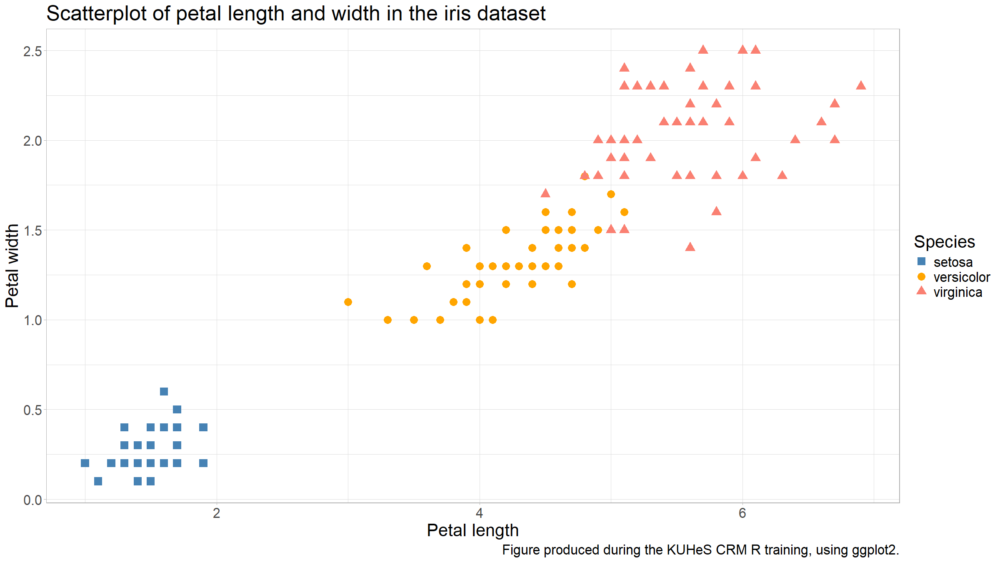 Scatterplot of petal length and width in the iris dataset
2.5
2.0
1.5
1.0
0.5
0.0
Petal width
2 4 6
Petal length
Species
setosa
versicolor
virginica
Figure produced during the KUHeS CRM R training, using ggplot2.